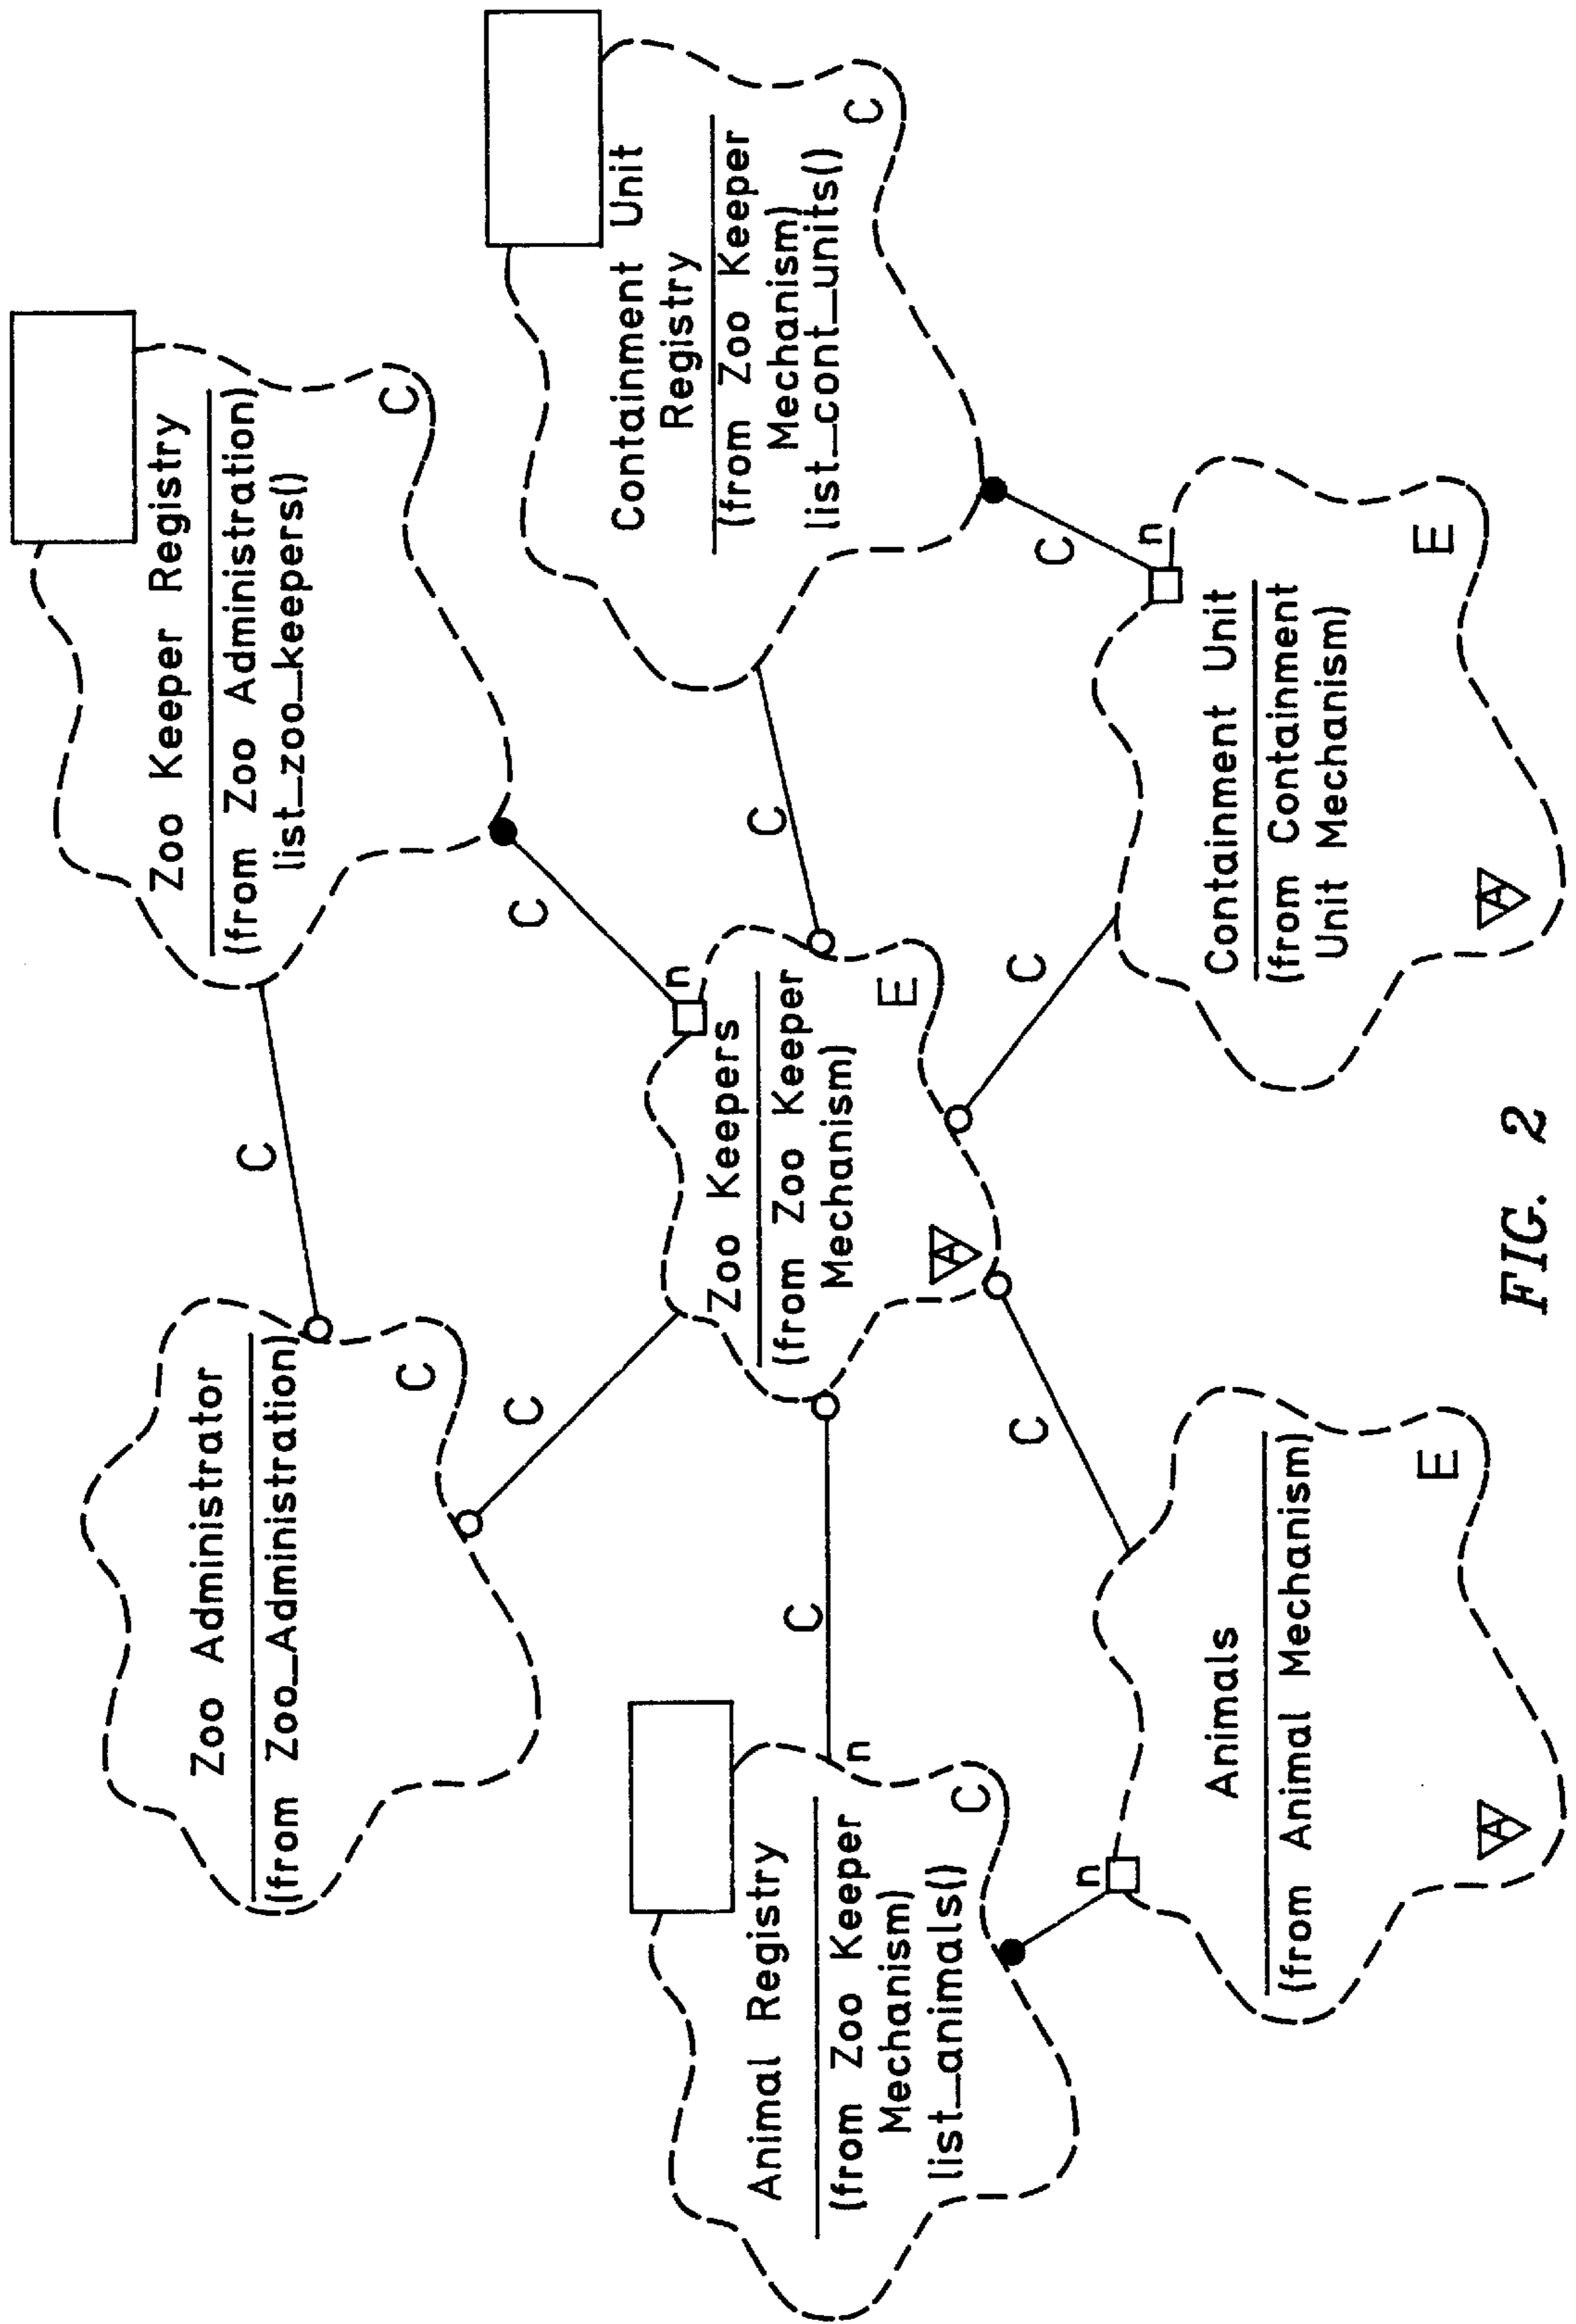 Zoo Administrator
(from Zoo_Administration)
C
C
Zoo Keeper Registry
(from Zoo Administration)
list_zoo_keepers()
C
C
C
Animal Registry
(from Zoo Keeper
Mechanism)
list_animals()
C
n
C
Zoo Keepers
(from Zoo Keeper
Mechanism)
E
A
n
C
Containment Unit
Registry
(from Zoo Keeper
Mechanism)
list_cont_units()
C
C
C
C
n
Animals
(from Animal Mechanism)
E
A
n
Containment Unit
(from Containment
Unit Mechanism)
E
A
C
FIG. 2